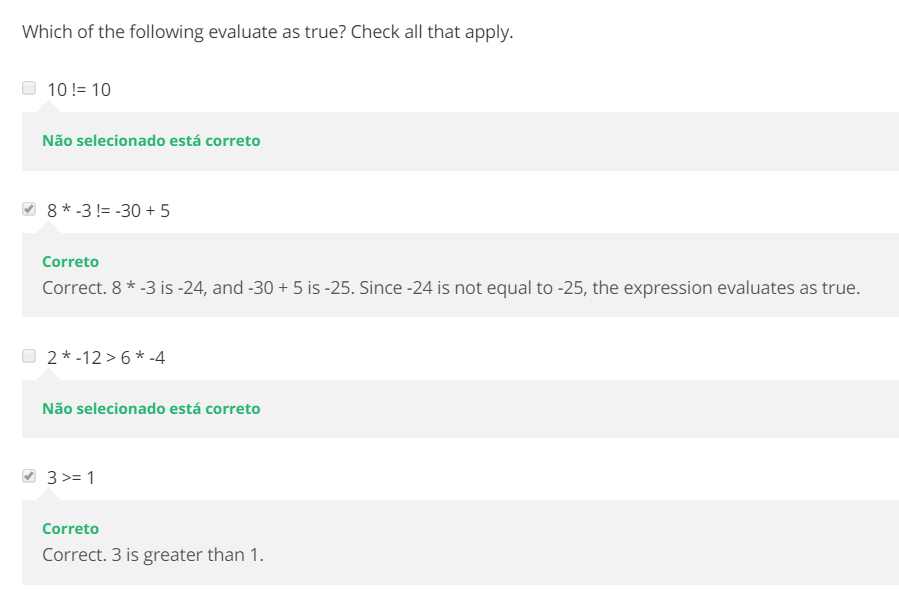 Which of the following evaluate as true? Check all that apply.
10 != 10
Não selecionado está correto
8 * -3 != -30 + 5
Correto
Correct. 8 * -3 is -24, and -30 + 5 is -25. Since -24 is not equal to -25, the expression evaluates as true.
2 * -12 > 6 * -4
Não selecionado está correto
3 >= 1
Correto
Correct. 3 is greater than 1.